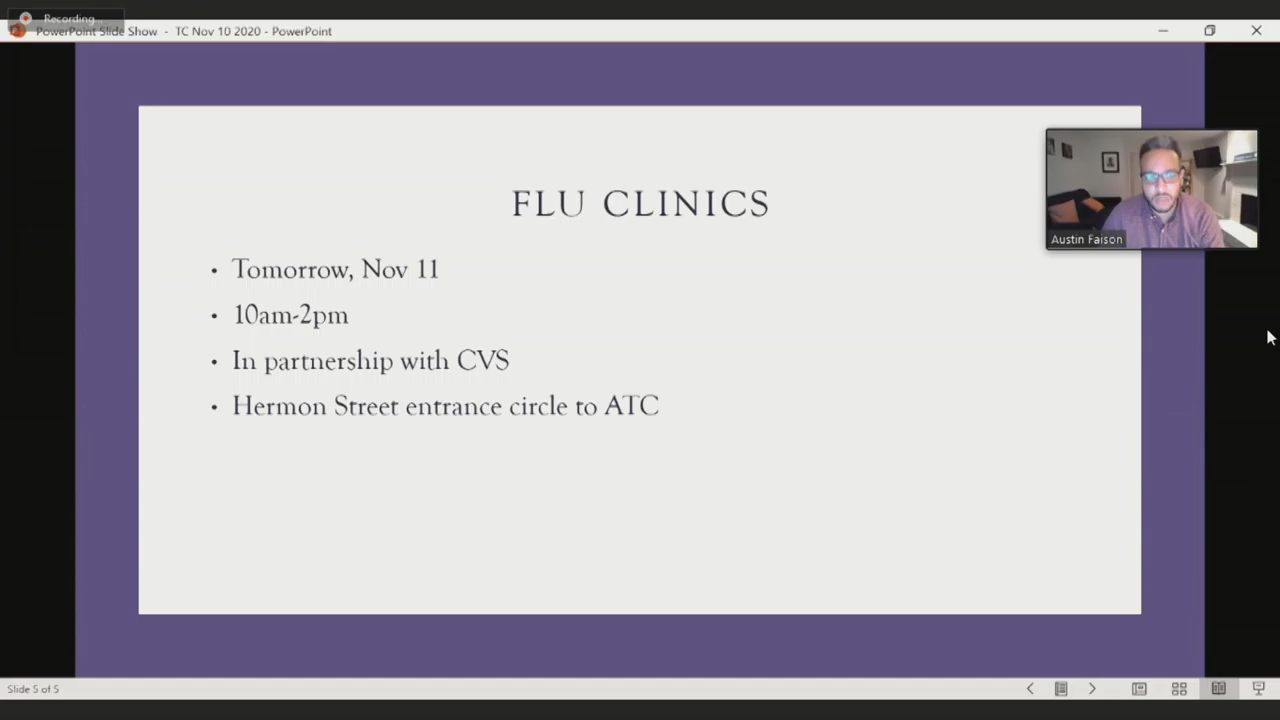 Recording...
PowerPoint Slide Show - TC Nov 10 2020 - PowerPoint
FLU CLINICS
• Tomorrow, Nov 11
• 10am-2pm
• In partnership with CVS
• Hermon Street entrance circle to ATC
Austin Faison
Slide 5 of 5